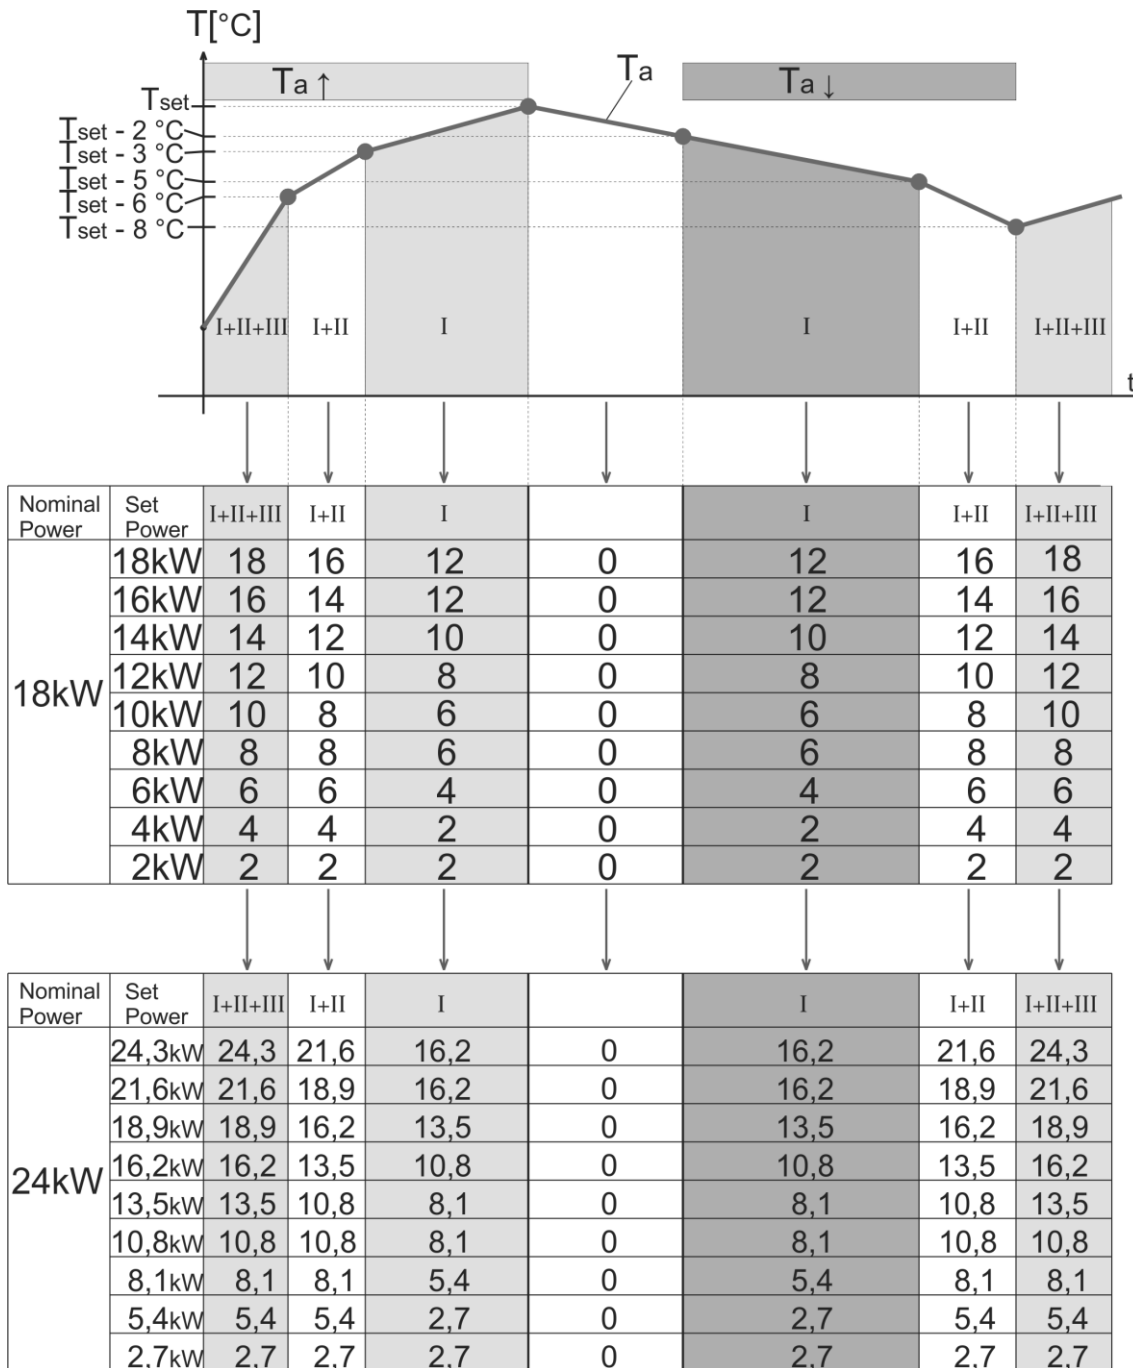 T[°C]
Ta ↑
Ta
Ta ↓
Tset
Tset - 2 °C
Tset - 3 °C
Tset - 5 °C
Tset - 6 °C
Tset - 8 °C
I+II+III I+II I I I+II I+II+III
t
Nominal Power Set Power I+II+III I+II I I I+II I+II+III
18kW
18kW 18 16 12 0 12 16 18
16kW 16 14 12 0 12 14 16
14kW 14 12 10 0 10 12 14
12kW 12 10 8 0 8 10 12
10kW 10 8 6 0 6 8 10
8kW 8 8 6 0 6 8 8
6kW 6 6 4 0 4 6 6
4kW 4 4 2 0 2 4 4
2kW 2 2 2 0 2 2 2
Nominal Power Set Power I+II+III I+II I I I+II I+II+III
24kW
24,3kW 24,3 21,6 16,2 0 16,2 21,6 24,3
21,6kW 21,6 18,9 16,2 0 16,2 18,9 21,6
18,9kW 18,9 16,2 13,5 0 13,5 16,2 18,9
16,2kW 16,2 13,5 10,8 0 10,8 13,5 16,2
13,5kW 13,5 10,8 8,1 0 8,1 10,8 13,5
10,8kW 10,8 10,8 8,1 0 8,1 10,8 10,8
8,1kW 8,1 8,1 5,4 0 5,4 8,1 8,1
5,4kW 5,4 5,4 2,7 0 2,7 5,4 5,4
2,7kW 2,7 2,7 2,7 0 2,7 2,7 2,7